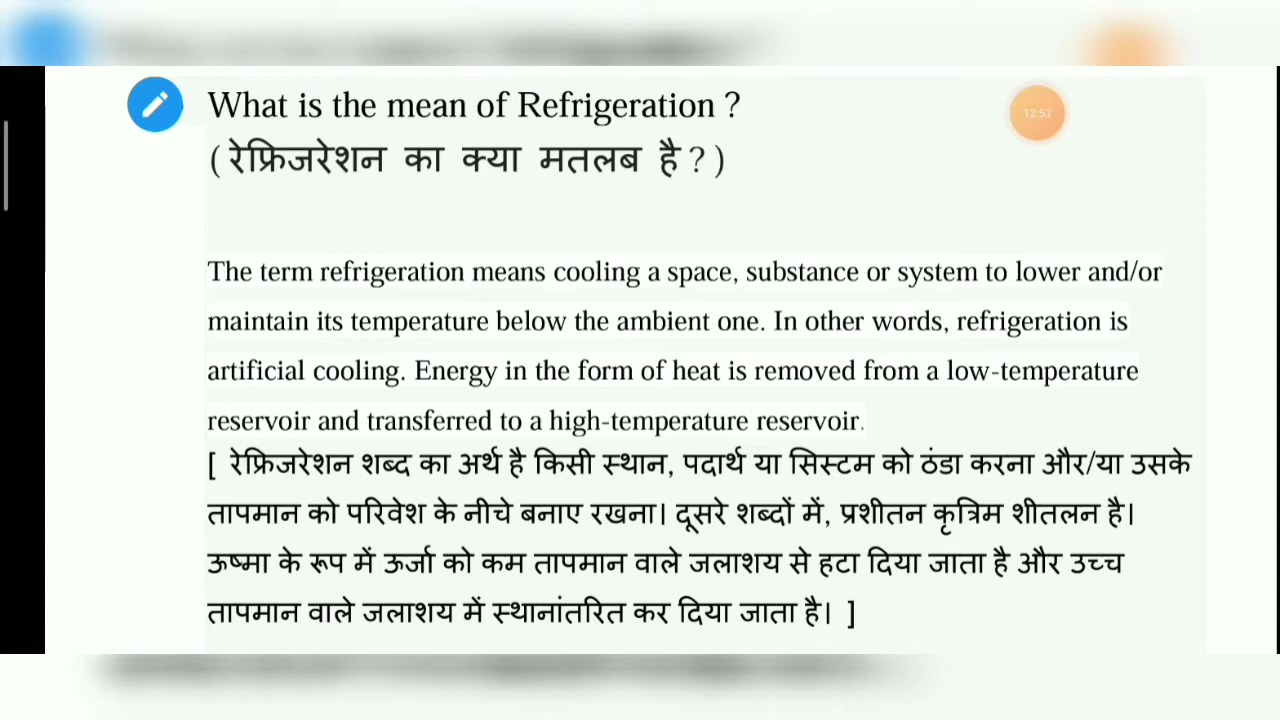 What is the mean of Refrigeration ?
12:52
( रेफ्रिजरेशन का क्या मतलब है ? )
The term refrigeration means cooling a space, substance or system to lower and/or
maintain its temperature below the ambient one. In other words, refrigeration is
artificial cooling. Energy in the form of heat is removed from a low-temperature
reservoir and transferred to a high-temperature reservoir.
[ रेफ्रिजरेशन शब्द का अर्थ है किसी स्थान, पदार्थ या सिस्टम को ठंडा करना और/या उसके
तापमान को परिवेश के नीचे बनाए रखना। दूसरे शब्दों में, प्रशीतन कृत्रिम शीतलन है।
ऊष्मा के रूप में ऊर्जा को कम तापमान वाले जलाशय से हटा दिया जाता है और उच्च
तापमान वाले जलाशय में स्थानांतरित कर दिया जाता है। ]